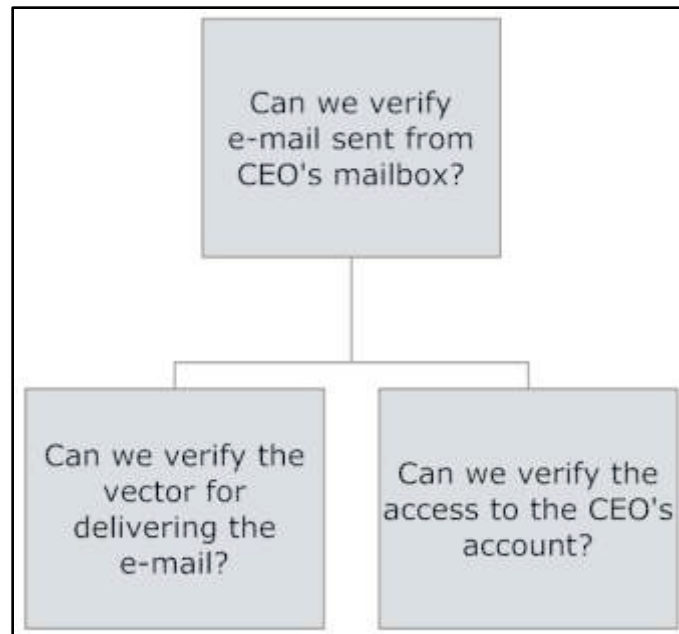 Can we verify
e-mail sent from
CEO's mailbox?
Can we verify the
vector for
delivering the
e-mail?
Can we verify the
access to the CEO's
account?